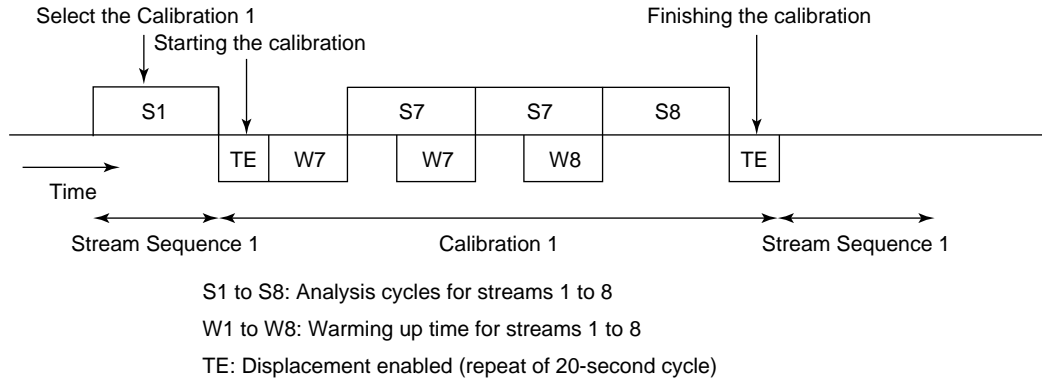 Select the Calibration 1
Finishing the calibration
Starting the calibration
S1
S7
S7
S8
TE
W7
W7
W8
TE
Time
Stream Sequence 1
Calibration 1
Stream Sequence 1
S1 to S8: Analysis cycles for streams 1 to 8
W1 to W8: Warming up time for streams 1 to 8
TE: Displacement enabled (repeat of 20-second cycle)